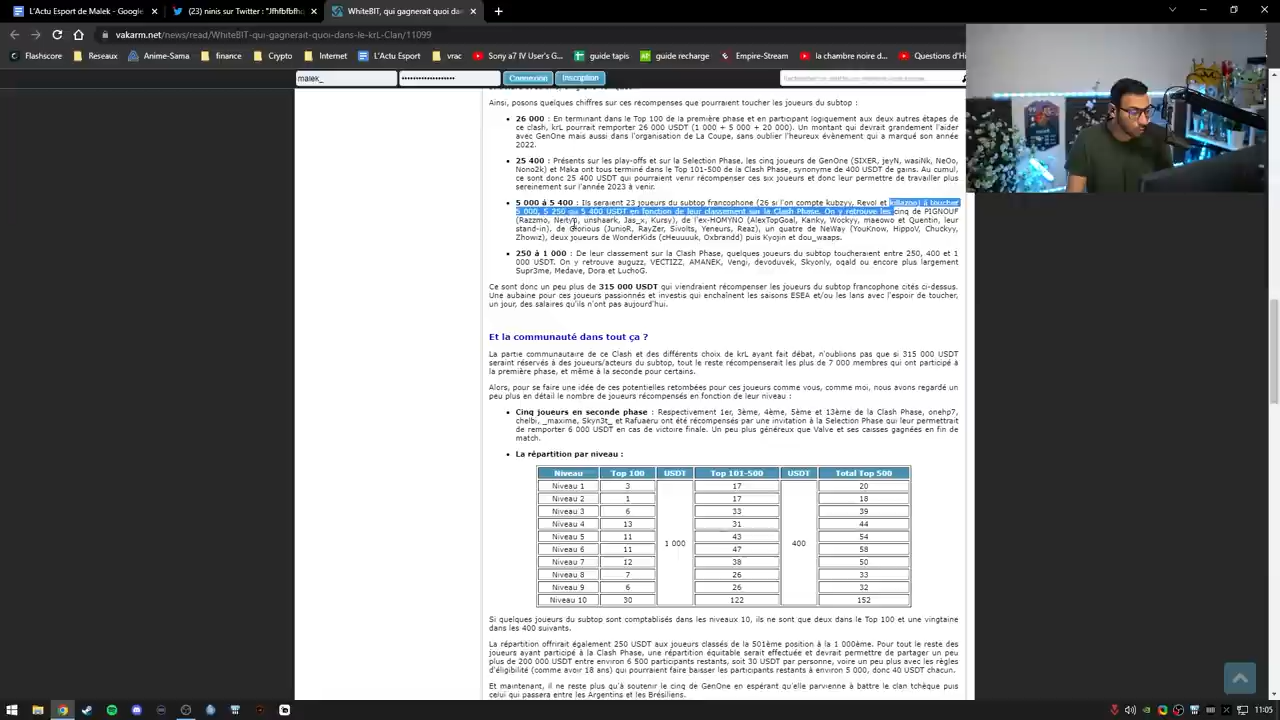 L'Actu Esport de Malek - Google
(23) ninis sur Twitter : "Jfhfbfbf
WhiteBIT, qui gagnerait quoi dan
vakarm.net/news/read/WhiteBIT-qui-gagnerait-quoi-dans-le-krL-Clan/11099
Flashscore Esport Anime-Sama finance Crypto Internet L'Actu Esport vrac Sony a7 IV User's G... guide tapis guide recharge Empire-Stream la chambre noire d... Question d'Hi
malek_ •••••••••••••••••• Connexion Inscription
Ainsi, posons quelques chiffres sur ces récompenses que pourraient toucher les joueurs du subtop :
• 26 000 : En terminant dans le Top 100 de la première phase et en participant logiquement aux deux autres étapes de
ce clash, krL pourrait remporter 26 000 USDT (1 000 + 5 000 + 20 000). Un montant qui devrait grandement l'aider
avec GenOne mais aussi dans l'organisation de La Coupe, sans oublier l'heureux évènement qui a marqué son année
2022.
• 25 400 : Présents sur les play-offs et sur la Selection Phase, les cinq joueurs de GenOne (SIXER, jeyN, wasiNk, NeOo,
Nono2k) et Maka ont tous terminé dans le Top 101-500 de la Clash Phase, synonyme de 400 USDT de gains. Au cumul,
ce sont donc 25 400 USDT qui pourraient venir récompenser ces six joueurs et donc leur permettre de travailler plus
sereinement sur l'année 2023 à venir.
• 5 000 à 5 400 : Ils seraient 23 joueurs du subtop francophone (26 si l'on compte kubzyy, Revol et killazoo) à toucher
5 000, 5 250 ou 5 400 USDT en fonction de leur classement sur la Clash Phase. On y retrouve les cinq de PIGNOUF
(Razzmo, Neityu, unshaark, Jas_x, Kursy), de l'ex-HOMYNO (AlexTopGoal, Kanky, Wockyy, maeowo et Quentin, leur
stand-in), de Glorious (JunioR, RayZer, Sivolts, Yeneurs, Reaz), un quatre de NeWay (YouKnow, HippoV, Chuckyy,
Zhowiz), deux joueurs de WonderKids (cHeuuuuk, Oxbrandd) puis Kyojin et dou_waaps.
• 250 à 1 000 : De leur classement sur la Clash Phase, quelques joueurs du subtop toucheraient entre 250, 400 et 1
000 USDT. On y retrouve auguzz, VECTIZZ, AMANEK, Vengi, devoduvek, Skyonly, ogald ou encore plus largement
Supr3me, Medave, Dora et LuchoG.
Ce sont donc un peu plus de 315 000 USDT qui viendraient récompenser les joueurs du subtop francophone cités ci-dessus.
Une aubaine pour ces joueurs passionnés et investis qui enchaînent les saisons ESEA et/ou les lans avec l'espoir de toucher,
un jour, des salaires qu'ils n'ont pas aujourd'hui.
Et la communauté dans tout ça ?
La partie communautaire de ce Clash et des différents choix de krL ayant fait débat, n'oublions pas que si 315 000 USDT
seraient réservés à des joueurs/acteurs du subtop, tout le reste récompenserait les plus de 7 000 membres qui ont participé à
la première phase, et même à la seconde pour certains.
Alors, pour se faire une idée de ces potentielles retombées pour ces joueurs comme vous, comme moi, nous avons regardé un
peu plus en détail le nombre de joueurs récompensés en fonction de leur niveau :
• Cinq joueurs en seconde phase : Respectivement 1er, 3ème, 4ème, 5ème et 13ème de la Clash Phase, onehp7,
chelbi, _maxime, Skyn3t_ et Rafuaeru ont été récompensés par une invitation à la Selection Phase qui leur permettrait
de remporter 6 000 USDT en cas de victoire finale. Un peu plus généreux que Valve et ses caisses gagnées en fin de
match.
• La répartition par niveau :
Niveau Top 100 USDT Top 101-500 USDT Total Top 500
Niveau 1 3 17 20
Niveau 2 1 17 18
Niveau 3 6 33 39
Niveau 4 13 31 44
Niveau 5 11 43 54
1 000 400
Niveau 6 11 47 58
Niveau 7 12 38 50
Niveau 8 7 26 33
Niveau 9 6 26 32
Niveau 10 30 122 152
Si quelques joueurs du subtop sont comptablisés dans les niveaux 10, ils ne sont que deux dans le Top 100 et une vingtaine
dans les 400 suivants.
La répartition offrirait également 250 USDT aux joueurs classés de la 501ème position à la 1 000ème. Pour tout le reste des
joueurs ayant participé à la Clash Phase, une répartition équitable serait effectuée et devrait permettre de partager un peu
plus de 200 000 USDT entre environ 6 500 participants restants, soit 30 USDT par personne, voire un peu plus avec les règles
d'éligibilité (comme avoir 18 ans) qui pourraient faire baisser les participants restants à environ 5 000, donc 40 USDT chacun.
Et maintenant, il ne reste plus qu'à soutenir le cinq de GenOne en espérant qu'elle parvienne à battre le clan tchèque puis
celui qui passera entre les Argentins et les Brésiliens.
11:05